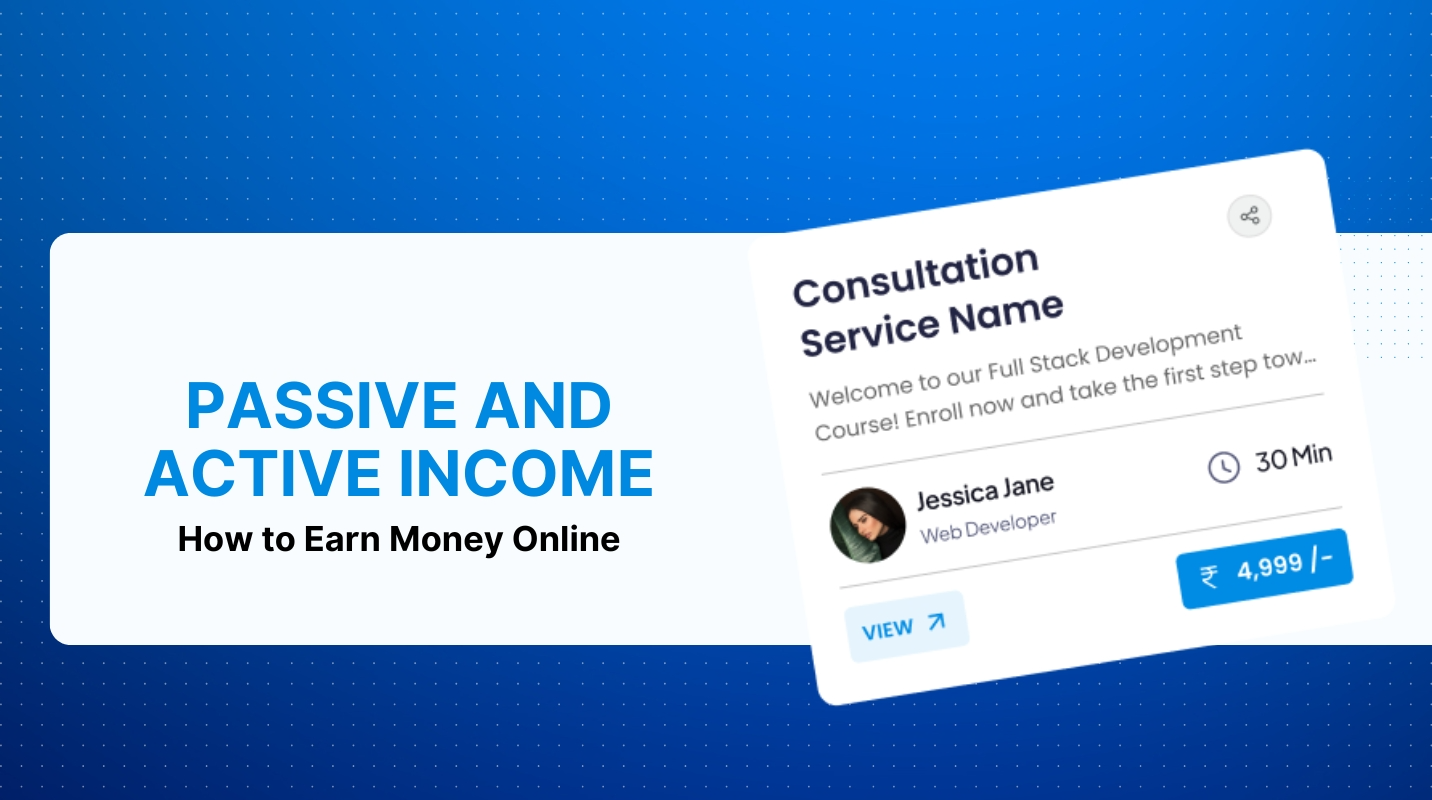 PASSIVE AND
ACTIVE INCOME
How to Earn Money Online
Consultation
Service Name
Welcome to our Full Stack Development
Course! Enroll now and take the first step tow...
Jessica Jane
Web Developer
30 Min
VIEW
₹ 4,999 /-